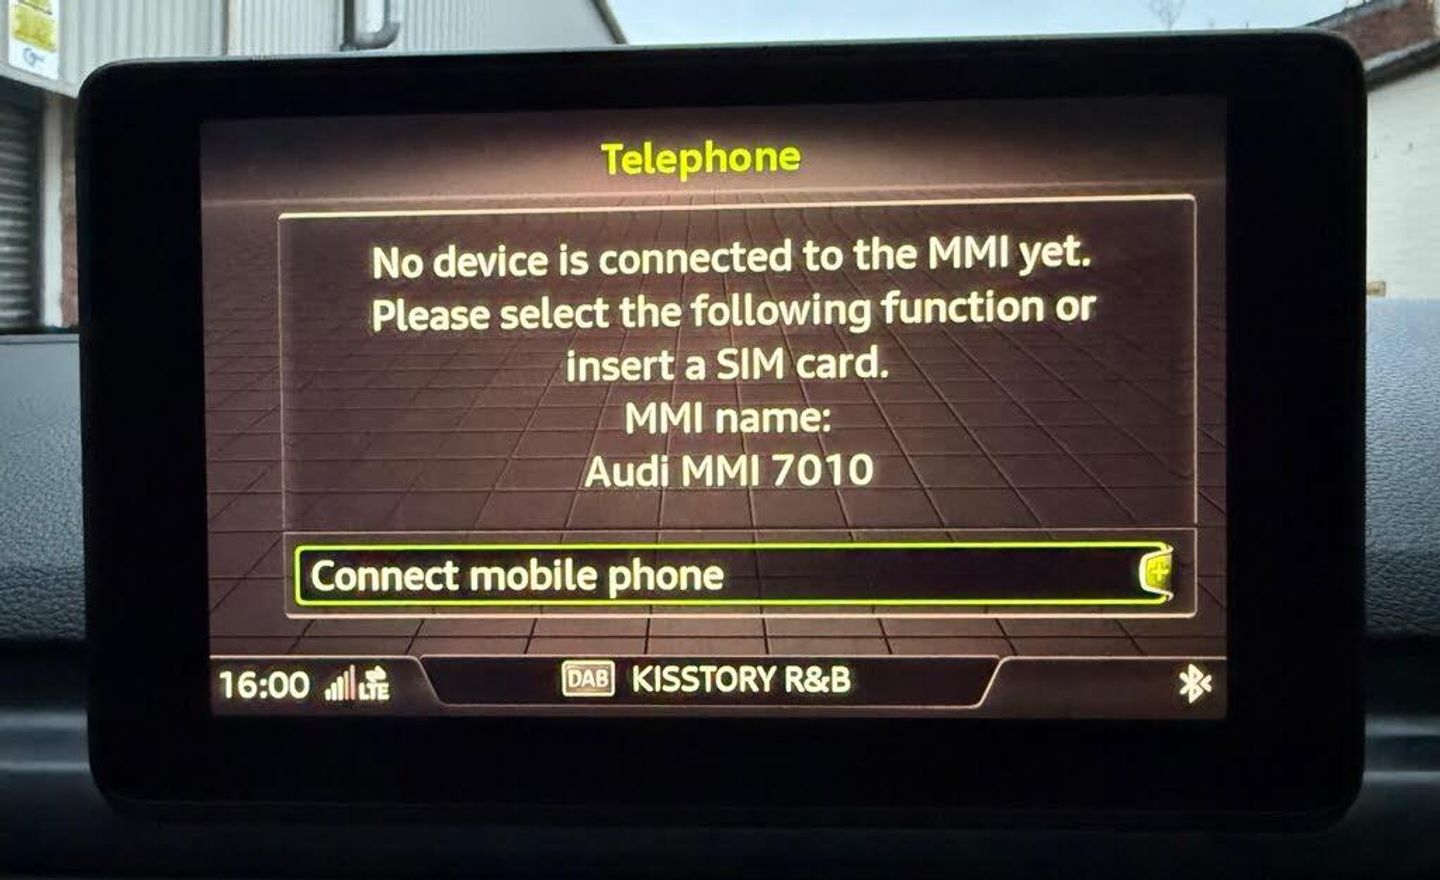 Telephone
No device is connected to the MMI yet.
Please select the following function or
insert a SIM card.
MMI name:
Audi MMI 7010
Connect mobile phone
16:00 LTE DAB KISSTORY R&B